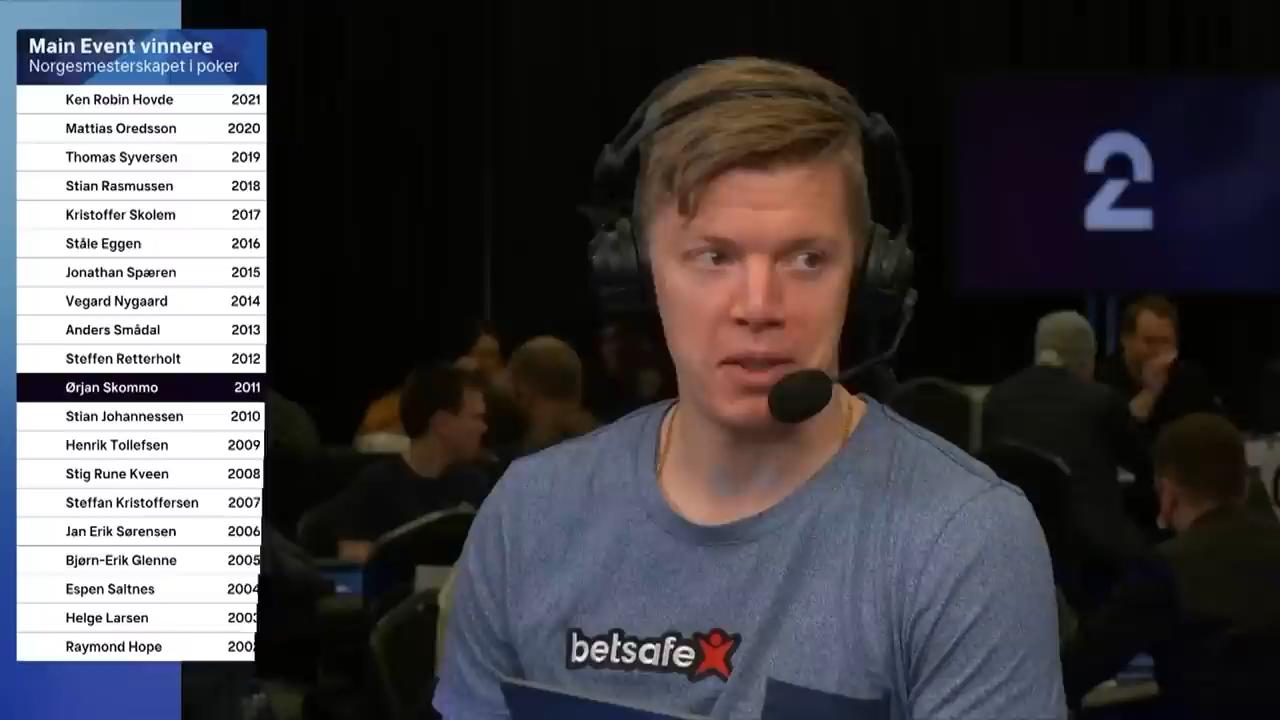 Main Event vinnere
Norgesmesterskapet i poker
Ken Robin Hovde 2021
Mattias Oredsson 2020
Thomas Syversen 2019
Stian Rasmussen 2018
Kristoffer Skolem 2017
Ståle Eggen 2016
Jonathan Spæren 2015
Vegard Nygaard 2014
Anders Smådal 2013
Steffen Retterholt 2012
Ørjan Skommo 2011
Stian Johannessen 2010
Henrik Tollefsen 2009
Stig Rune Kveen 2008
Steffan Kristoffersen 2007
Jan Erik Sørensen 2006
Bjørn-Erik Glenne 2005
Espen Saltnes 2004
Helge Larsen 2003
Raymond Hope 2002
2
betsafe